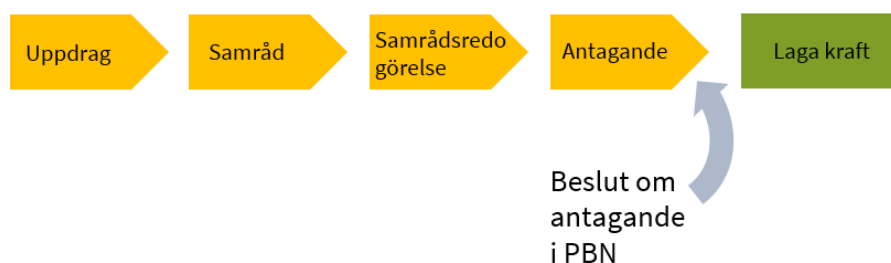 Uppdrag
Samråd
Samrådsredo
görelse
Antagande
Laga kraft
Beslut om
antagande
i PBN